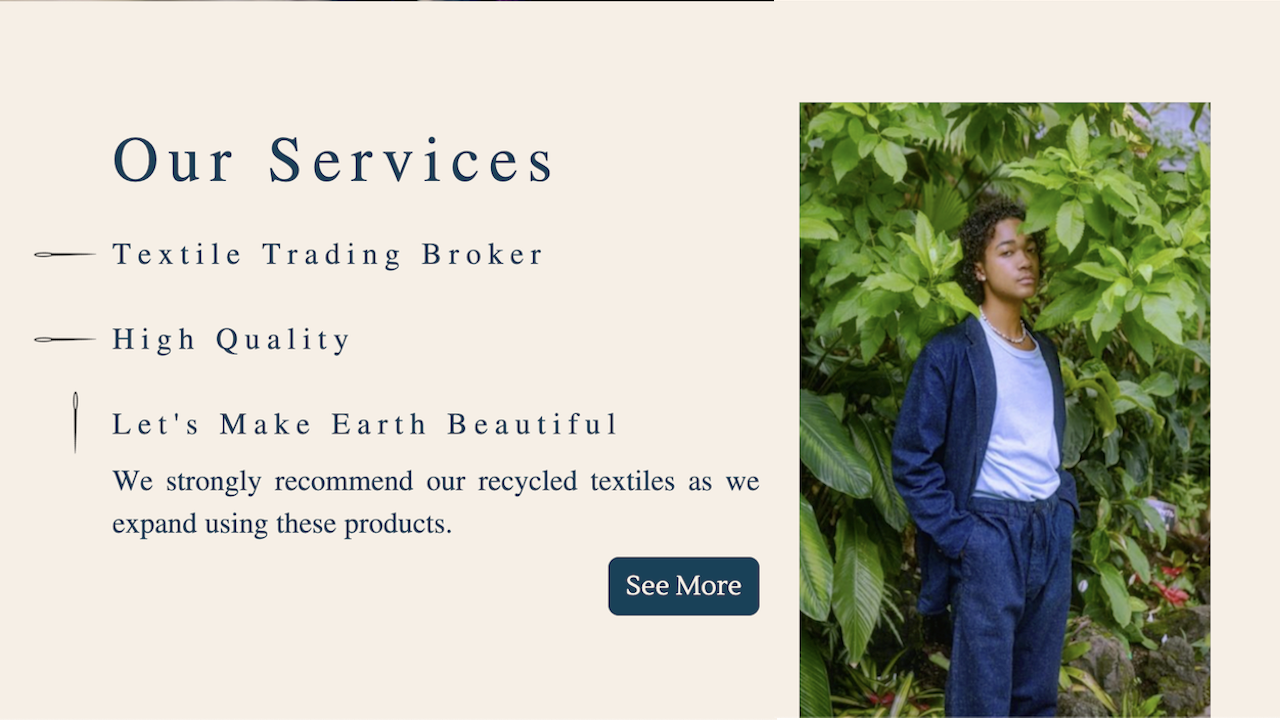 Our Services
Textile Trading Broker
High Quality
Let's Make Earth Beautiful
We strongly recommend our recycled textiles as we
expand using these products.
See More